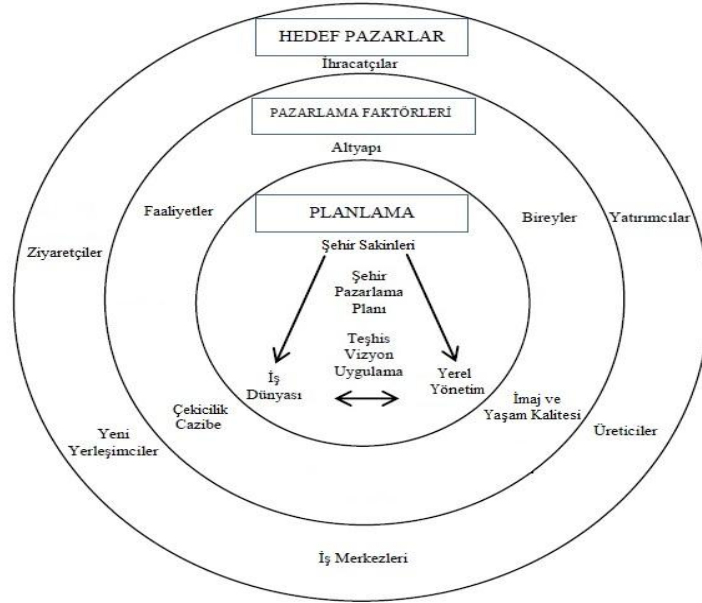 HEDEF PAZARLAR
İhracatçılar
PAZARLAMA FAKTÖRLERİ
Altyapı
Faaliyetler
PLANLAMA
Bireyler
Yatırımcılar
Ziyaretçiler
Şehir Sakinleri
Şehir
Pazarlama
Planı
Teşhis
Vizyon
Uygulama
İş
Dünyası
Yerel
Yönetim
Çekicilik
Cazibe
İmaj ve
Yaşam Kalitesi
Yeni
Yerleşimciler
Üreticiler
İş Merkezleri